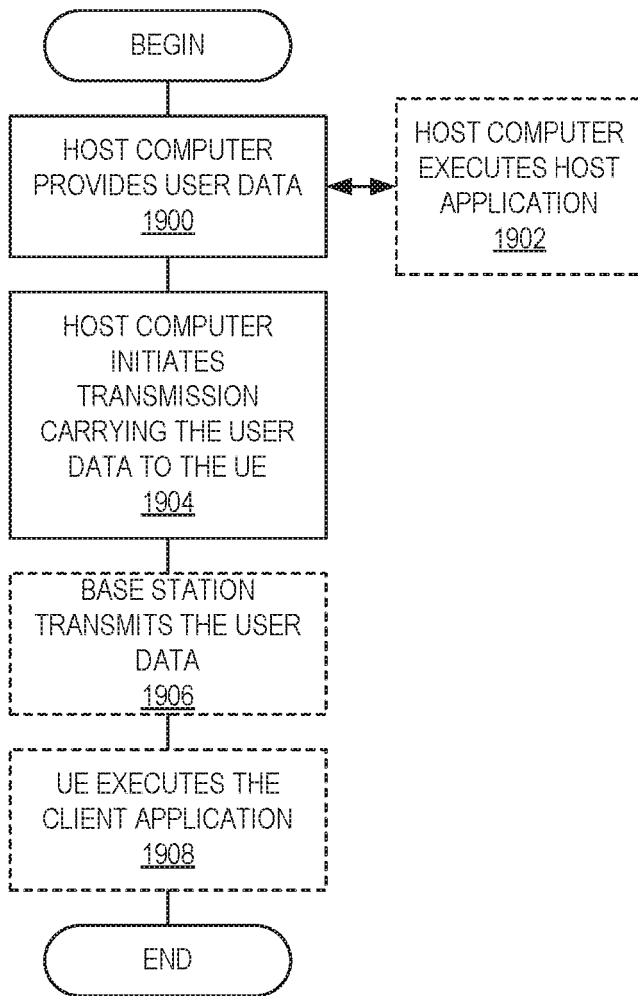 BEGIN
HOST COMPUTER
PROVIDES USER DATA
1900
HOST COMPUTER
EXECUTES HOST
APPLICATION
1902
HOST COMPUTER
INITIATES
TRANSMISSION
CARRYING THE USER
DATA TO THE UE
1904
BASE STATION
TRANSMITS THE USER
DATA
1906
UE EXECUTES THE
CLIENT APPLICATION
1908
END